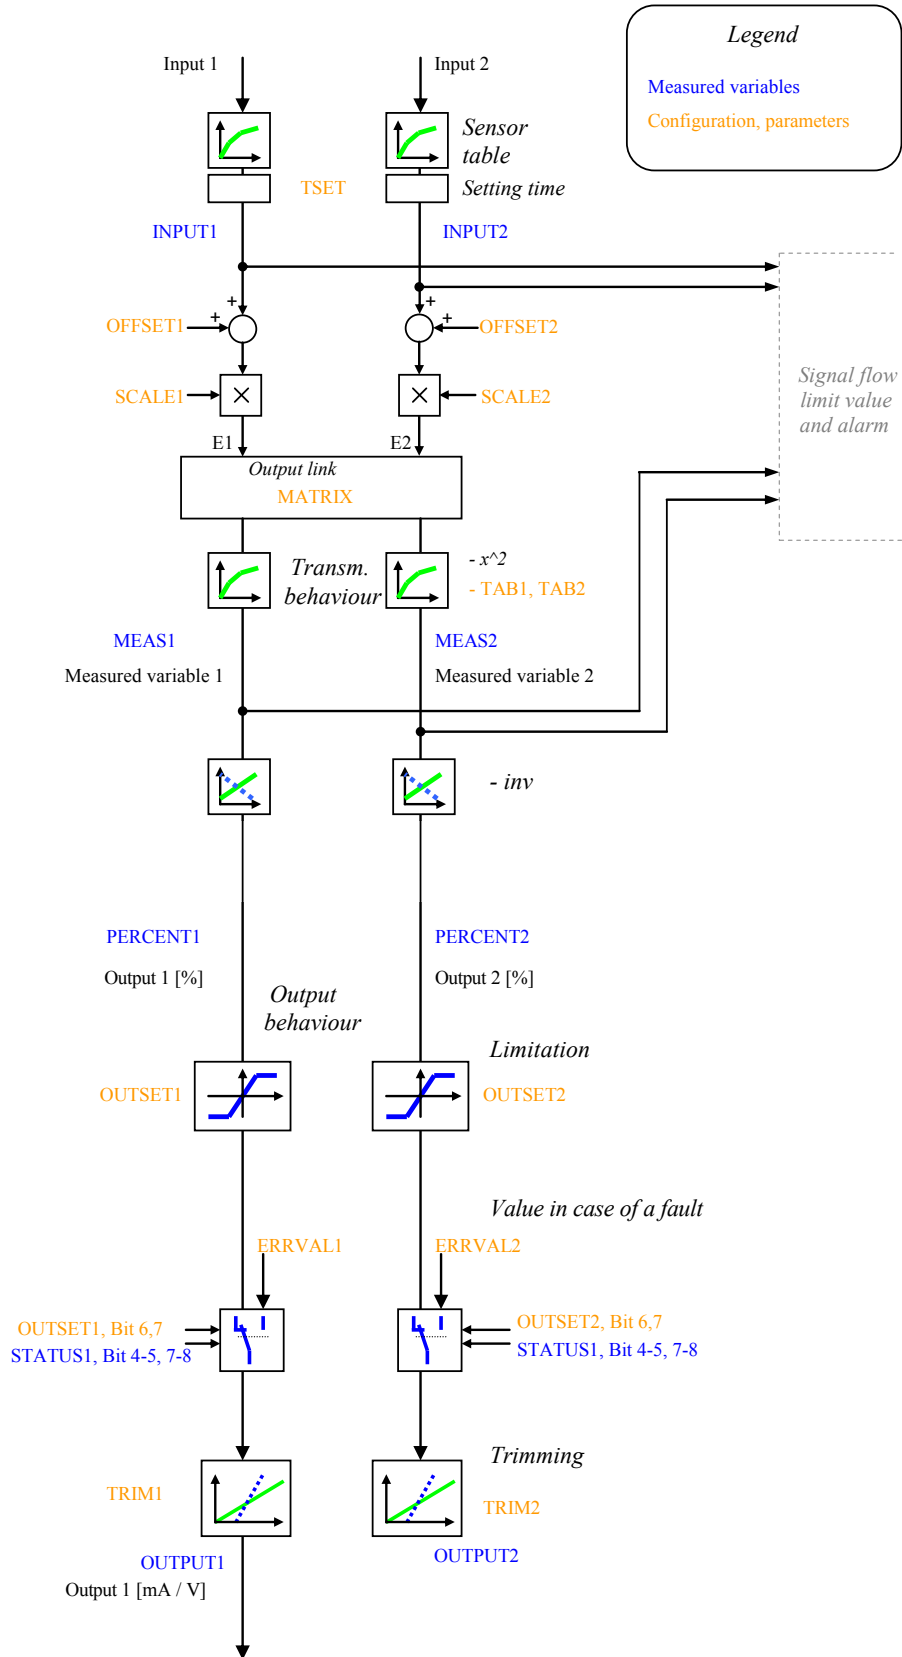 Legend
Measured variables
Configuration, parameters
Input 1
Input 2
Sensor
table
TSET
Setting time
INPUT1
INPUT2
+
+
+
+
OFFSET1
OFFSET2
SCALE1
×
×
SCALE2
Signal flow
limit value
and alarm
E1
E2
Output link
MATRIX
Transm.
behaviour
- x^2
- TAB1, TAB2
MEAS1
MEAS2
Measured variable 1
Measured variable 2
- inv
PERCENT1
PERCENT2
Output 1 [%]
Output 2 [%]
Output
behaviour
Limitation
OUTSET1
OUTSET2
Value in case of a fault
ERRVAL1
ERRVAL2
OUTSET1, Bit 6,7
STATUS1, Bit 4-5, 7-8
OUTSET2, Bit 6,7
STATUS1, Bit 4-5, 7-8
Trimming
TRIM1
TRIM2
OUTPUT1
OUTPUT2
Output 1 [mA / V]